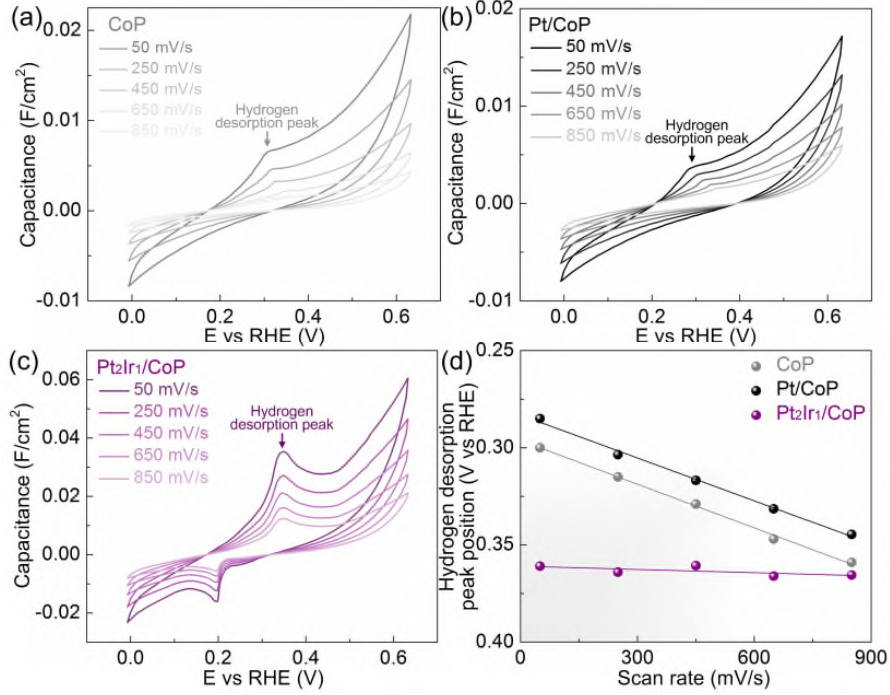 (a)
CoP
50 mV/s
250 mV/s
450 mV/s
650 mV/s
850 mV/s
Hydrogen
desorption peak
0.02
0.01
0.00
-0.01
Capacitance (F/cm²)
0.0
0.2
0.4
0.6
E vs RHE (V)
(b)
Pt/CoP
50 mV/s
250 mV/s
450 mV/s
650 mV/s
850 mV/s
Hydrogen
desorption peak
0.02
0.01
0.00
-0.01
Capacitance (F/cm²)
0.0
0.2
0.4
0.6
E vs RHE (V)
(c)
Pt₂Ir₁/CoP
50 mV/s
250 mV/s
450 mV/s
650 mV/s
850 mV/s
Hydrogen
desorption peak
0.06
0.04
0.02
0.00
-0.02
Capacitance (F/cm²)
0.0
0.2
0.4
0.6
E vs RHE (V)
(d)
CoP
Pt/CoP
Pt₂Ir₁/CoP
0.25
0.30
0.35
0.40
Hydrogen desorption
peak position (V vs RHE)
0
300
600
900
Scan rate (mV/s)